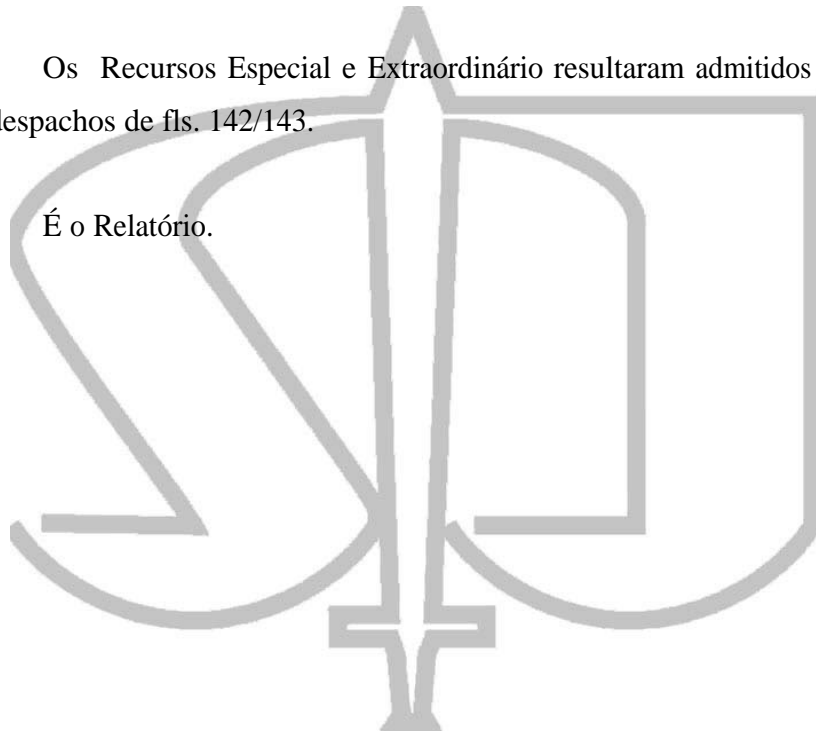 Os Recursos Especial e Extraordinário resultaram admitidos
despachos de fls. 142/143.
É o Relatório.